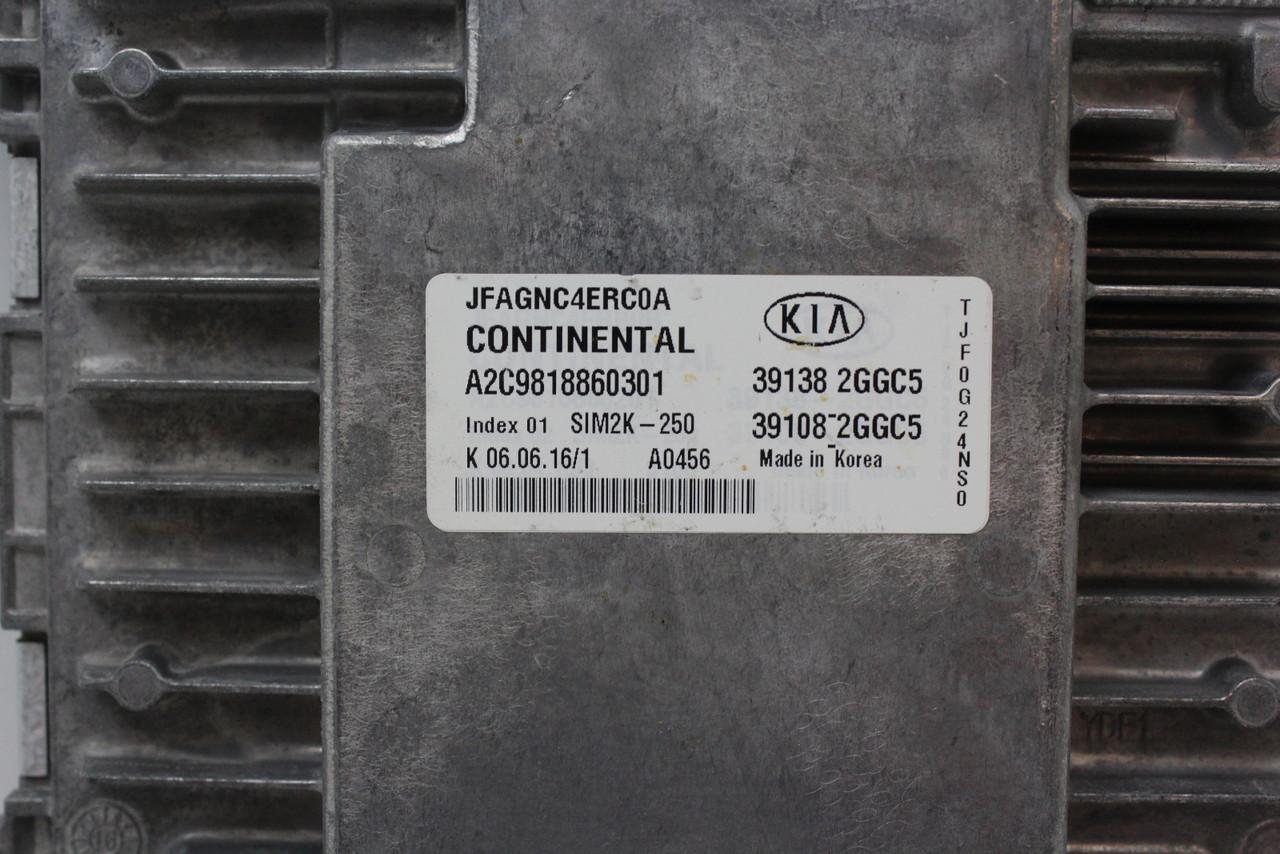 JFAGNC4ERC0A
KIA
CONTINENTAL
A2C9818860301
39138 2GGC5
Index 01 SIM2K-250
39108-2GGC5
K 06.06.16/1 A0456 Made in Korea
TJF0G24NS0
YDF1